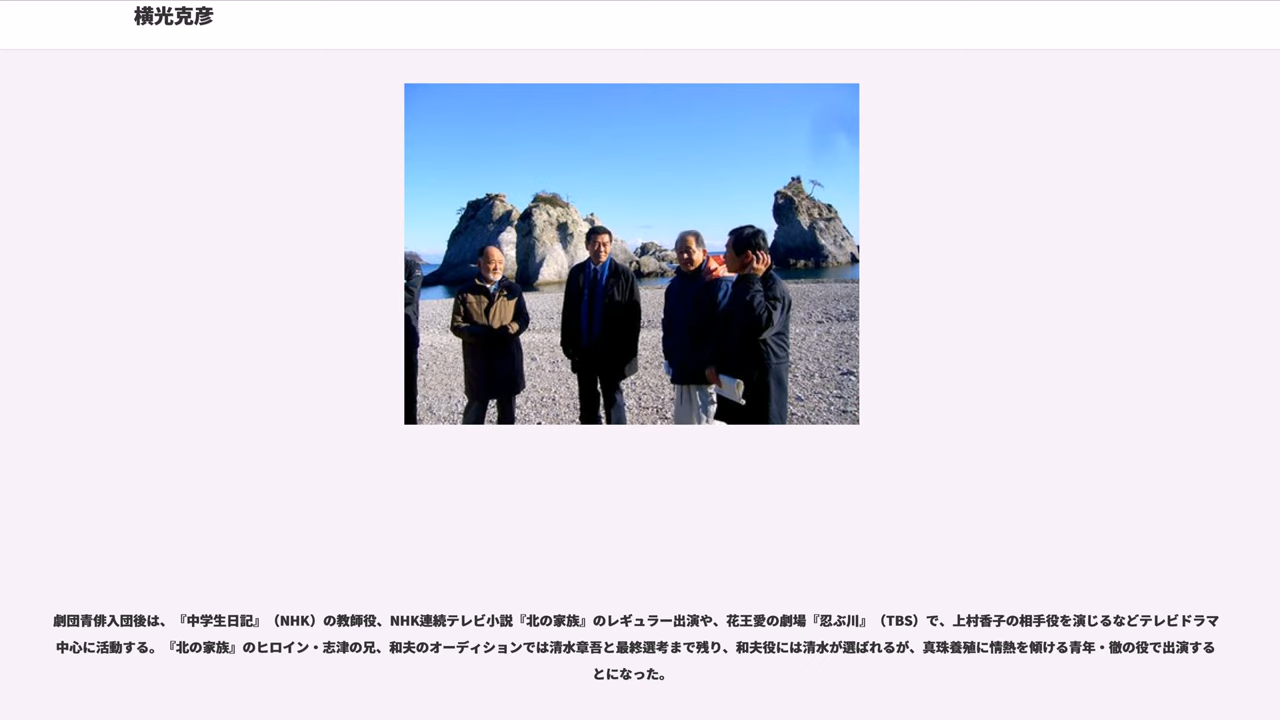 横光克彦
劇団青俳入団後は、『中学生日記』（NHK）の教師役、NHK連続テレビ小説『北の家族』のレギュラー出演や、花王愛の劇場『忍ぶ川』（TBS）で、上村香子の相手役を演じるなどテレビドラマ
中心に活動する。『北の家族』のヒロイン・志津の兄、和夫のオーディションでは清水章吾と最終選考まで残り、和夫役には清水が選ばれるが、真珠養殖に情熱を傾ける青年・徹の役で出演する
とになった。